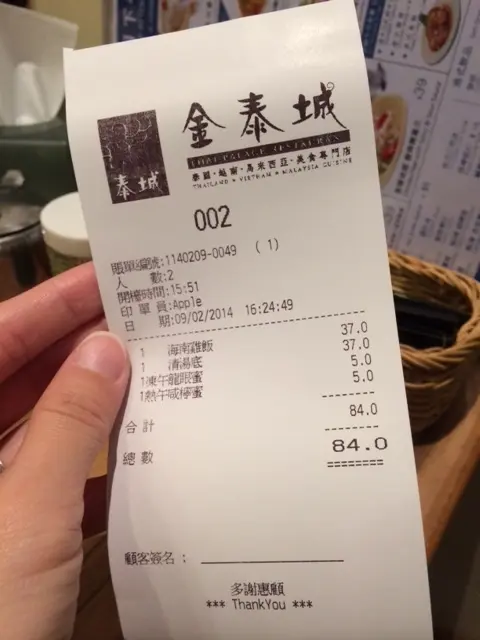 泰城
金泰城
THAI PALACE RESTAURANT
泰國·越南·馬來西亞·美食專門店
THAILAND • VIETNAM • MALAYSIA CUISINE
002
賬單編號:1140209-0049 (1)
人 數:2
開檯時間:15:51
印單員:Apple
日 期:09/02/2014 16:24:49
1 海南雞飯 37.0
1 清湯底 37.0
1凍午龍眼蜜 5.0
1熱午咸檸蜜 5.0
合計 84.0
總數 84.0
顧客簽名:
多謝惠顧
*** ThankYou ***